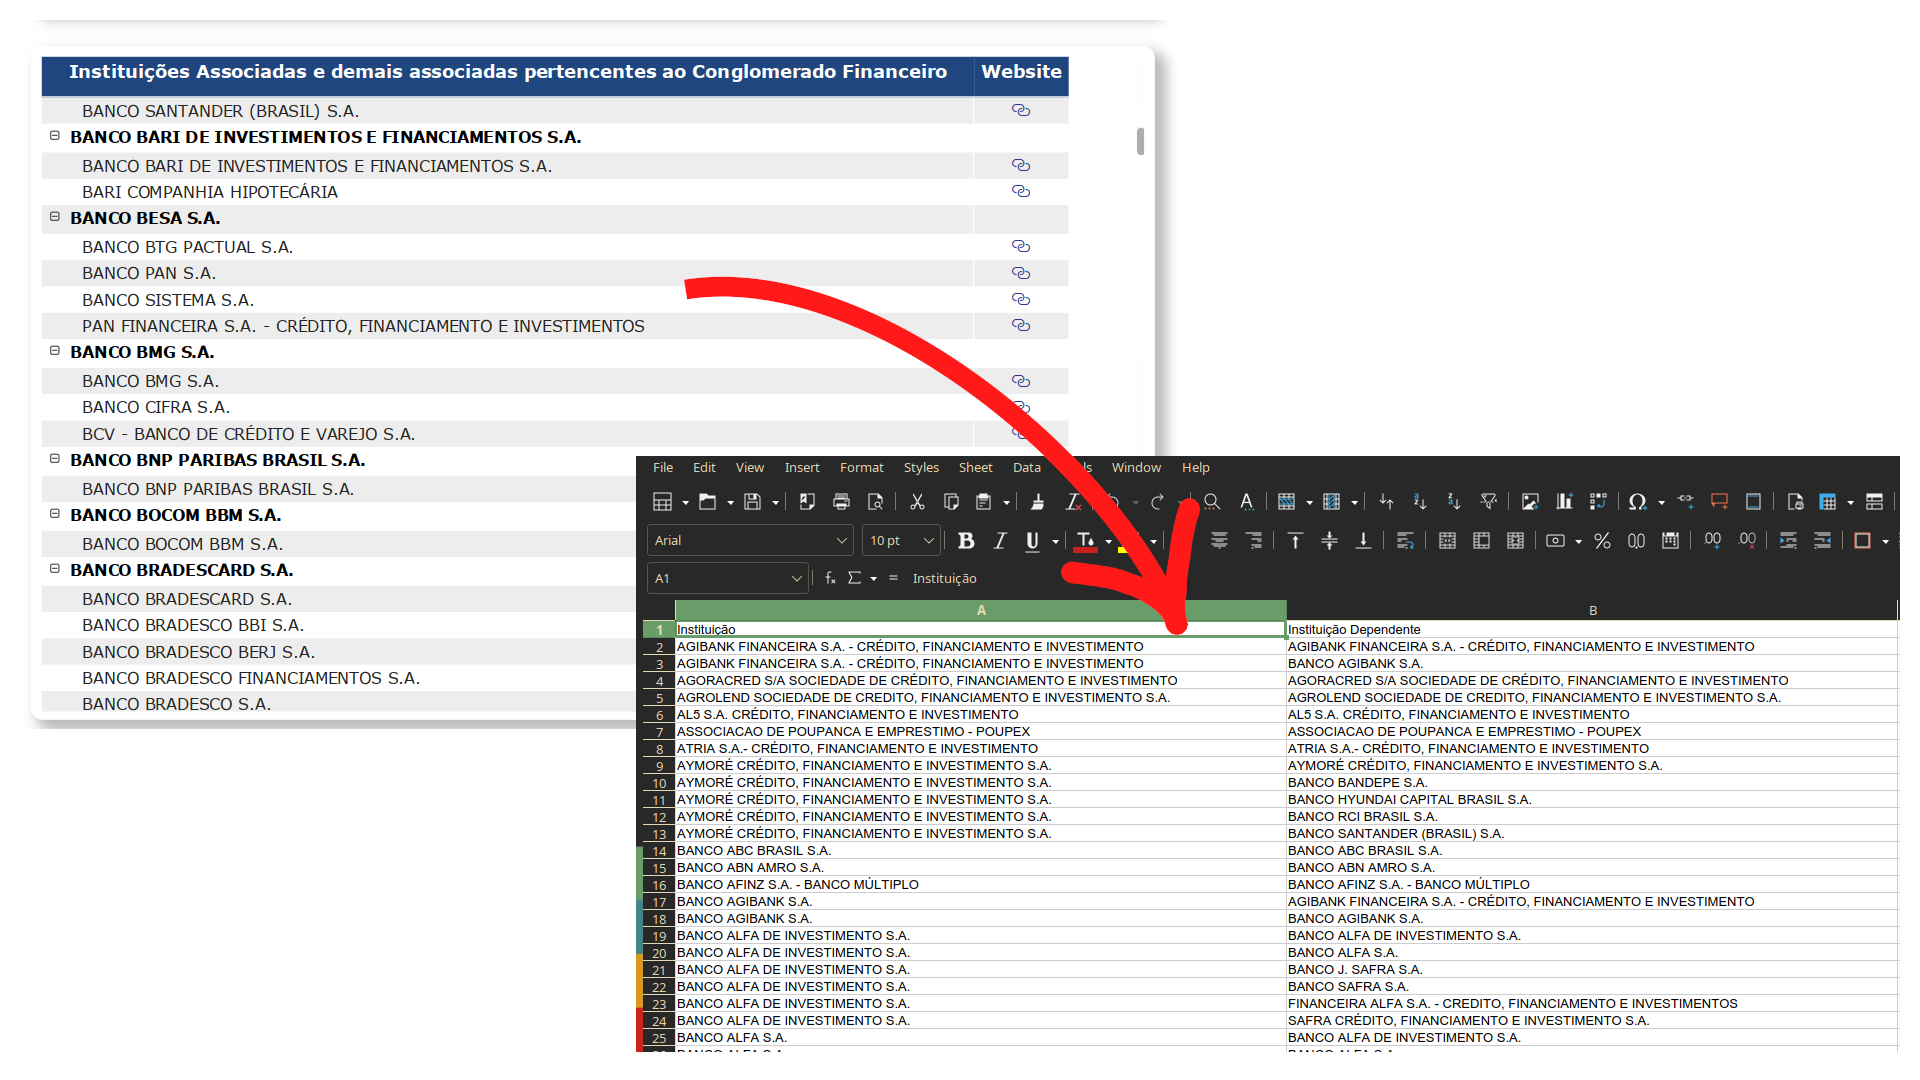 Instituições Associadas e demais associadas pertencentes ao Conglomerado Financeiro Website
BANCO SANTANDER (BRASIL) S.A.
BANCO BARI DE INVESTIMENTOS E FINANCIAMENTOS S.A.
BANCO BARI DE INVESTIMENTOS E FINANCIAMENTOS S.A.
BARI COMPANHIA HIPOTECÁRIA
BANCO BESA S.A.
BANCO BTG PACTUAL S.A.
BANCO PAN S.A.
BANCO SISTEMA S.A.
PAN FINANCEIRA S.A. - CRÉDITO, FINANCIAMENTO E INVESTIMENTOS
BANCO BMG S.A.
BANCO BMG S.A.
BANCO CIFRA S.A.
BCV - BANCO DE CRÉDITO E VAREJO S.A.
BANCO BNP PARIBAS BRASIL S.A.
BANCO BNP PARIBAS BRASIL S.A.
BANCO BOCOM BBM S.A.
BANCO BOCOM BBM S.A.
BANCO BRADESCARD S.A.
BANCO BRADESCARD S.A.
BANCO BRADESCO BBI S.A.
BANCO BRADESCO BERJ S.A.
BANCO BRADESCO FINANCIAMENTOS S.A.
BANCO BRADESCO S.A.
File Edit View Insert Format Styles Sheet Data Window Help
Arial 10 pt
A1 Instituição
A B
1 Instituição Instituição Dependente
2 AGIBANK FINANCEIRA S.A. - CRÉDITO, FINANCIAMENTO E INVESTIMENTO AGIBANK FINANCEIRA S.A. - CRÉDITO, FINANCIAMENTO E INVESTIMENTO
3 AGIBANK FINANCEIRA S.A. - CRÉDITO, FINANCIAMENTO E INVESTIMENTO BANCO AGIBANK S.A.
4 AGORACRED S/A SOCIEDADE DE CRÉDITO, FINANCIAMENTO E INVESTIMENTO AGORACRED S/A SOCIEDADE DE CRÉDITO, FINANCIAMENTO E INVESTIMENTO
5 AGROLEND SOCIEDADE DE CREDITO, FINANCIAMENTO E INVESTIMENTO S.A. AGROLEND SOCIEDADE DE CREDITO, FINANCIAMENTO E INVESTIMENTO S.A.
6 AL5 S.A. CRÉDITO, FINANCIAMENTO E INVESTIMENTO AL5 S.A. CRÉDITO, FINANCIAMENTO E INVESTIMENTO
7 ASSOCIACAO DE POUPANCA E EMPRESTIMO - POUPEX ASSOCIACAO DE POUPANCA E EMPRESTIMO - POUPEX
8 ATRIA S.A.- CRÉDITO, FINANCIAMENTO E INVESTIMENTO ATRIA S.A.- CRÉDITO, FINANCIAMENTO E INVESTIMENTO
9 AYMORÉ CRÉDITO, FINANCIAMENTO E INVESTIMENTO S.A. AYMORÉ CRÉDITO, FINANCIAMENTO E INVESTIMENTO S.A.
10 AYMORÉ CRÉDITO, FINANCIAMENTO E INVESTIMENTO S.A. BANCO BANDEPE S.A.
11 AYMORÉ CRÉDITO, FINANCIAMENTO E INVESTIMENTO S.A. BANCO HYUNDAI CAPITAL BRASIL S.A.
12 AYMORÉ CRÉDITO, FINANCIAMENTO E INVESTIMENTO S.A. BANCO RCI BRASIL S.A.
13 AYMORÉ CRÉDITO, FINANCIAMENTO E INVESTIMENTO S.A. BANCO SANTANDER (BRASIL) S.A.
14 BANCO ABC BRASIL S.A. BANCO ABC BRASIL S.A.
15 BANCO ABN AMRO S.A. BANCO ABN AMRO S.A.
16 BANCO AFINZ S.A. - BANCO MÚLTIPLO BANCO AFINZ S.A. - BANCO MÚLTIPLO
17 BANCO AGIBANK S.A. AGIBANK FINANCEIRA S.A. - CRÉDITO, FINANCIAMENTO E INVESTIMENTO
18 BANCO AGIBANK S.A. BANCO AGIBANK S.A.
19 BANCO ALFA DE INVESTIMENTO S.A. BANCO ALFA DE INVESTIMENTO S.A.
20 BANCO ALFA DE INVESTIMENTO S.A. BANCO ALFA S.A.
21 BANCO ALFA DE INVESTIMENTO S.A. BANCO J. SAFRA S.A.
22 BANCO ALFA DE INVESTIMENTO S.A. BANCO SAFRA S.A.
23 BANCO ALFA DE INVESTIMENTO S.A. FINANCEIRA ALFA S.A. - CREDITO, FINANCIAMENTO E INVESTIMENTOS
24 BANCO ALFA DE INVESTIMENTO S.A. SAFRA CRÉDITO, FINANCIAMENTO E INVESTIMENTO S.A.
25 BANCO ALFA S.A. BANCO ALFA DE INVESTIMENTO S.A.